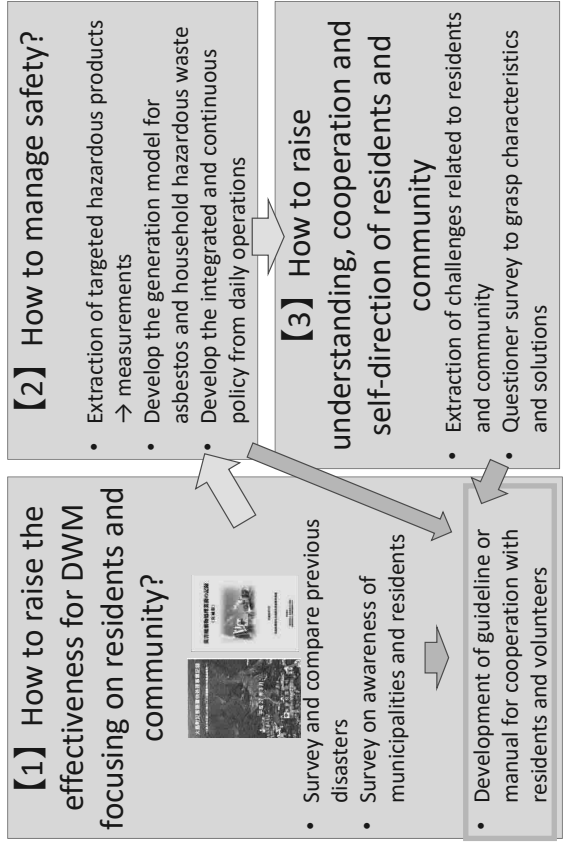 【1】 How to raise the
effectiveness for DWM
focusing on residents and
community?
• Survey and compare previous
disasters
• Survey on awareness of
municipalities and residents
• Development of guideline or
manual for cooperation with
residents and volunteers
【2】 How to manage safety?
• Extraction of targeted hazardous products
→ measurements
• Develop the generation model for
asbestos and household hazardous waste
• Develop the integrated and continuous
policy from daily operations
【3】 How to raise
understanding, cooperation and
self-direction of residents and
community
• Extraction of challenges related to residents
and community
• Questioner survey to grasp characteristics
and solutions